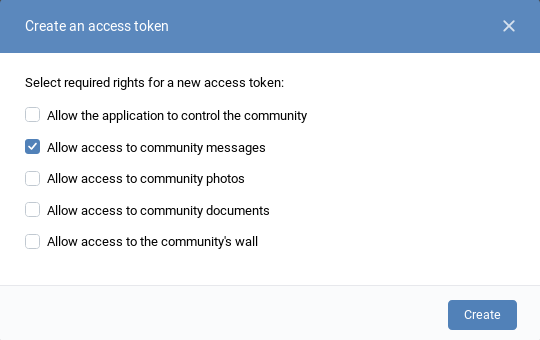 Create an access token
Select required rights for a new access token:
Allow the application to control the community
Allow access to community messages
Allow access to community photos
Allow access to community documents
Allow access to the community's wall
Create